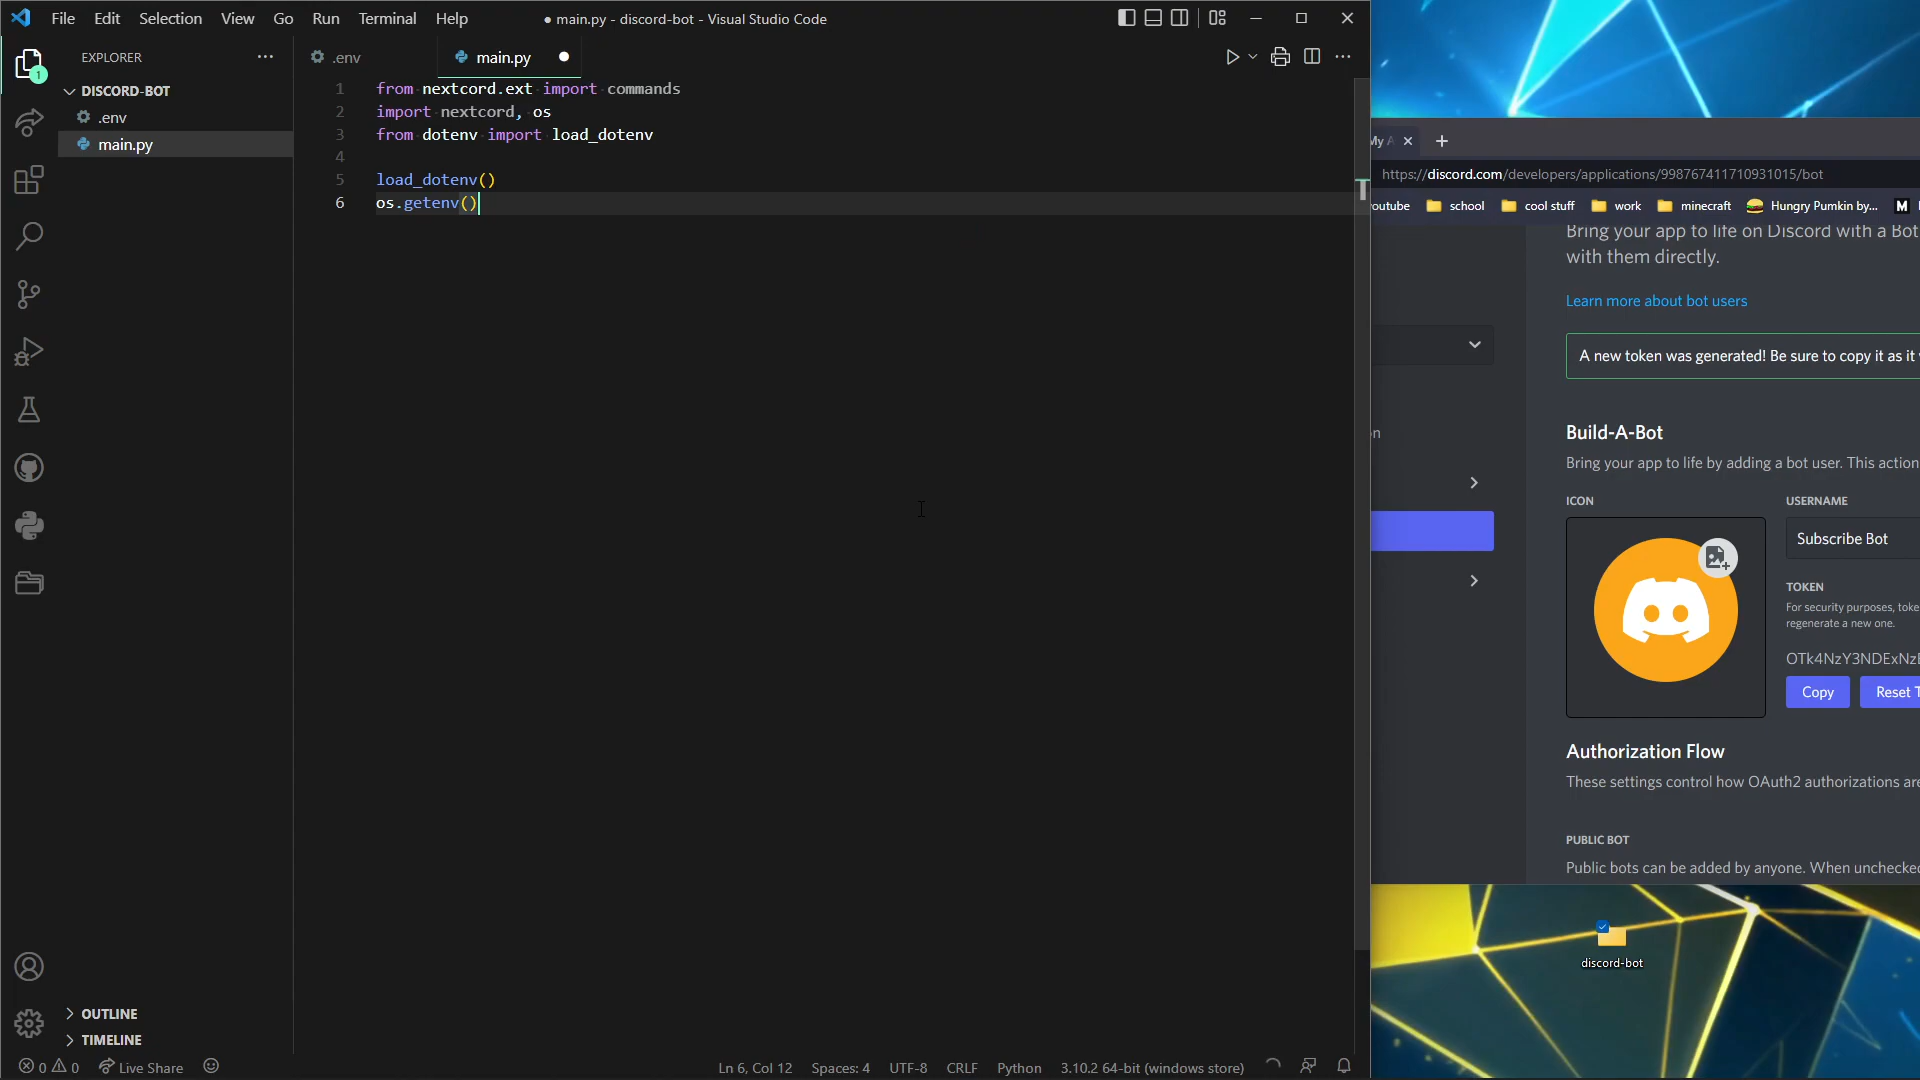 File Edit Selection View Go Run Terminal Help
● main.py - discord-bot - Visual Studio Code
EXPLORER
.env
main.py
DISCORD-BOT
.env
main.py
1 from nextcord.ext import commands
2 import nextcord, os
3 from dotenv import load_dotenv
4
5 load_dotenv()
6 os.getenv()
1
OUTLINE
TIMELINE
0 0 Live Share
Ln 6, Col 12 Spaces: 4 UTF-8 CRLF Python 3.10.2 64-bit (windows store)
My A
https://discord.com/developers/applications/998767411710931015/bot
outube school cool stuff work minecraft Hungry Pumkin by... M
Bring your app to life on Discord with a Bot
with them directly.
Learn more about bot users
A new token was generated! Be sure to copy it as it
Build-A-Bot
Bring your app to life by adding a bot user. This action
on
ICON
USERNAME
Subscribe Bot
TOKEN
For security purposes, toke
regenerate a new one.
OTk4NzY3NDExNzE
Copy
Reset T
Authorization Flow
These settings control how OAuth2 authorizations are
PUBLIC BOT
Public bots can be added by anyone. When unchecked
discord-bot